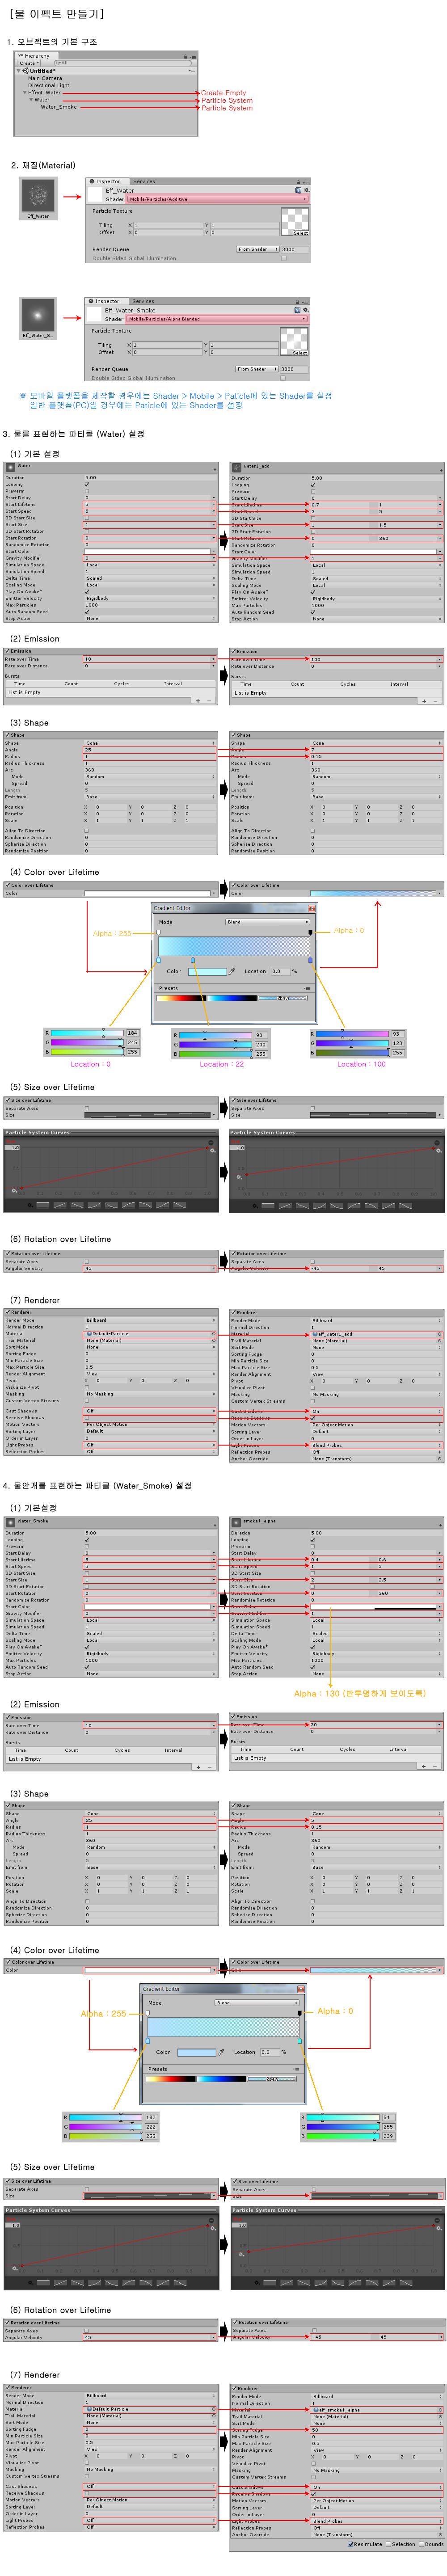 [물 이펙트 만들기]
1. 오브젝트의 기본 구조
Hierarchy
Create
Untitled*
Main Camera
Directional Light
Effect_Water
Create Empty
Water
Particle System
Water_Smoke
Particle System
2. 재질(Material)
Inspector Services
Eff_Water
Shader Mobile/Particles/Additive
Particle Texture
Tiling X 1 Y 1
Offset X 0 Y 0
Select
Eff_Water
Render Queue From Shader 3000
Double Sided Global Illumination
Inspector Services
Eff_Water_Smoke
Shader Mobile/Particles/Alpha Blended
Particle Texture
Tiling X 1 Y 1
Offset X 0 Y 0
Select
Eff_Water_S...
Render Queue From Shader 3000
Double Sided Global Illumination
※ 모바일 플랫폼을 제작할 경우에는 Shader > Mobile > Paticle에 있는 Shader를 설정
일반 플랫폼(PC)일 경우에는 Paticle에 있는 Shader를 설정
3. 물를 표현하는 파티클 (Water) 설정
(1) 기본 설정
Water
Duration 5.00
Looping
Prewarm
Start Delay 0
Start Lifetime 5
Start Speed 5
3D Start Size
Start Size 1
3D Start Rotation
Start Rotation 0
Randomize Rotation 0
Start Color
Gravity Modifier 0
Simulation Space Local
Simulation Speed 1
Delta Time Scaled
Scaling Mode Local
Play On Awake*
Emitter Velocity Rigidbody
Max Particles 1000
Auto Random Seed
Stop Action None
water1_add
Duration 5.00
Looping
Prewarm
Start Delay 0
Start Lifetime 0.7 1
Start Speed 3 5
3D Start Size
Start Size 1 1.5
3D Start Rotation
Start Rotation 0 360
Randomize Rotation 0
Start Color
Gravity Modifier 1
Simulation Space Local
Simulation Speed 1
Delta Time Scaled
Scaling Mode Local
Play On Awake*
Emitter Velocity Rigidbody
Max Particles 1000
Auto Random Seed
Stop Action None
(2) Emission
Emission
Rate over Time 10
Rate over Distance 0
Bursts
Time Count Cycles Interval
List is Empty
Emission
Rate over Time 100
Rate over Distance 0
Bursts
Time Count Cycles Interval
List is Empty
(3) Shape
Shape
Shape Cone
Angle 25
Radius 1
Radius Thickness 1
Arc 360
Mode Random
Spread 0
Length 5
Emit from: Base
Position X 0 Y 0 Z 0
Rotation X 0 Y 0 Z 0
Scale X 1 Y 1 Z 1
Align To Direction
Randomize Direction 0
Spherize Direction 0
Randomize Position 0
Shape
Shape Cone
Angle 7
Radius 0.15
Radius Thickness 1
Arc 360
Mode Random
Spread 0
Length
Emit from: Base
Position X 0 Y 0 Z 0
Rotation X 0 Y 0 Z 0
Scale X 1 Y 1 Z 1
Align To Direction
Randomize Direction 0
Spherize Direction 0
Randomize Position 0
(4) Color over Lifetime
Color over Lifetime
Color
Color over Lifetime
Color
Gradient Editor
Mode Blend
Alpha : 255
Alpha : 0
Color Location 0.0 %
Presets
New
R 184
G 245
B 255
Location : 0
R 90
G 200
B 255
Location : 22
R 93
G 123
B 255
Location : 100
(5) Size over Lifetime
Size over Lifetime
Separate Axes
Size
Size over Lifetime
Separate Axes
Size
Particle System Curves
1.0
Particle System Curves
1.0
(6) Rotation over Lifetime
Rotation over Lifetime
Separate Axes
Angular Velocity 45
Rotation over Lifetime
Separate Axes
Angular Velocity -45 45
(7) Renderer
Renderer
Render Mode Billboard
Normal Direction 1
Material Default-Particle
Trail Material None (Material)
Sort Mode None
Sorting Fudge 0
Min Particle Size 0
Max Particle Size 0.5
Render Alignment View
Pivot X 0 Y 0 Z 0
Visualize Pivot
Masking No Masking
Custom Vertex Streams
Cast Shadows Off
Receive Shadows
Motion Vectors Per Object Motion
Sorting Layer Default
Order in Layer 0
Light Probes Off
Reflection Probes Off
Renderer
Render Mode Billboard
Normal Direction 1
Material eff_water1_add
Trail Material None (Material)
Sort Mode None
Sorting Fudge 0
Min Particle Size 0
Max Particle Size 0.5
Render Alignment View
Pivot X 0 Y 0 Z 0
Visualize Pivot
Masking No Masking
Custom Vertex Streams
Cast Shadows On
Receive Shadows
Motion Vectors Per Object Motion
Sorting Layer Default
Order in Layer 0
Light Probes Blend Probes
Reflection Probes Off
Anchor Override None (Transform)
4. 물안개를 표현하는 파티클 (Water_Smoke) 설정
(1) 기본설정
Water_Smoke
Duration 5.00
Looping
Prewarm
Start Delay 0
Start Lifetime 5
Start Speed 5
3D Start Size
Start Size 1
3D Start Rotation
Start Rotation 0
Randomize Rotation 0
Start Color
Gravity Modifier 0
Simulation Space Local
Simulation Speed 1
Delta Time Scaled
Scaling Mode Local
Play On Awake*
Emitter Velocity Rigidbody
Max Particles 1000
Auto Random Seed
Stop Action None
smoke1_alpha
Duration 5.00
Looping
Prewarm
Start Delay 0
Start Lifetime 0.4 0.6
Start Speed 1 5
3D Start Size
Start Size 2 2.5
3D Start Rotation
Start Rotation 0 360
Randomize Rotation 0
Start Color
Gravity Modifier 1
Simulation Space Local
Simulation Speed 1
Delta Time Scaled
Scaling Mode Local
Play On Awake*
Emitter Velocity Rigidbody
Max Particles 1000
Auto Random Seed
Stop Action None
Alpha : 130 (반투명하게 보이도록)
(2) Emission
Emission
Rate over Time 10
Rate over Distance 0
Bursts
Time Count Cycles Interval
List is Empty
Emission
Rate over Time 30
Rate over Distance 0
Bursts
Time Count Cycles Interval
List is Empty
(3) Shape
Shape
Shape Cone
Angle 25
Radius 1
Radius Thickness 1
Arc 360
Mode Random
Spread 0
Length 5
Emit from: Base
Position X 0 Y 0 Z 0
Rotation X 0 Y 0 Z 0
Scale X 1 Y 1 Z 1
Align To Direction
Randomize Direction 0
Spherize Direction 0
Randomize Position 0
Shape
Shape Cone
Angle 5
Radius 0.15
Radius Thickness 1
Arc 360
Mode Random
Spread 0
Length
Emit from: Base
Position X 0 Y 0 Z 0
Rotation X 0 Y 0 Z 0
Scale X 1 Y 1 Z 1
Align To Direction
Randomize Direction 0
Spherize Direction 0
Randomize Position 0
(4) Color over Lifetime
Color over Lifetime
Color
Color over Lifetime
Color
Gradient Editor
Mode Blend
Alpha : 255
Alpha : 0
Color Location 0.0 %
Presets
New
R 182
G 222
B 255
R 54
G 255
B 239
(5) Size over Lifetime
Size over Lifetime
Separate Axes
Size
Size over Lifetime
Separate Axes
Size
Particle System Curves
1.0
Particle System Curves
1.0
(6) Rotation over Lifetime
Rotation over Lifetime
Separate Axes
Angular Velocity 45
Rotation over Lifetime
Separate Axes
Angular Velocity -45 45
(7) Renderer
Renderer
Render Mode Billboard
Normal Direction 1
Material Default-Particle
Trail Material None (Material)
Sort Mode None
Sorting Fudge 0
Min Particle Size 0
Max Particle Size 0.5
Render Alignment View
Pivot X 0 Y 0 Z 0
Visualize Pivot
Masking No Masking
Custom Vertex Streams
Cast Shadows Off
Receive Shadows
Motion Vectors Per Object Motion
Sorting Layer Default
Order in Layer 0
Light Probes Off
Reflection Probes Off
Renderer
Render Mode Billboard
Normal Direction 1
Material eff_smoke1_alpha
Trail Material None (Material)
Sort Mode None
Sorting Fudge 50
Min Particle Size 0
Max Particle Size 0.5
Render Alignment View
Pivot X 0 Y 0 Z 0
Visualize Pivot
Masking No Masking
Custom Vertex Streams
Cast Shadows On
Receive Shadows
Motion Vectors Per Object Motion
Sorting Layer Default
Order in Layer 0
Light Probes Blend Probes
Reflection Probes Off
Anchor Override None (Transform)
Resimulate Selection Bounds